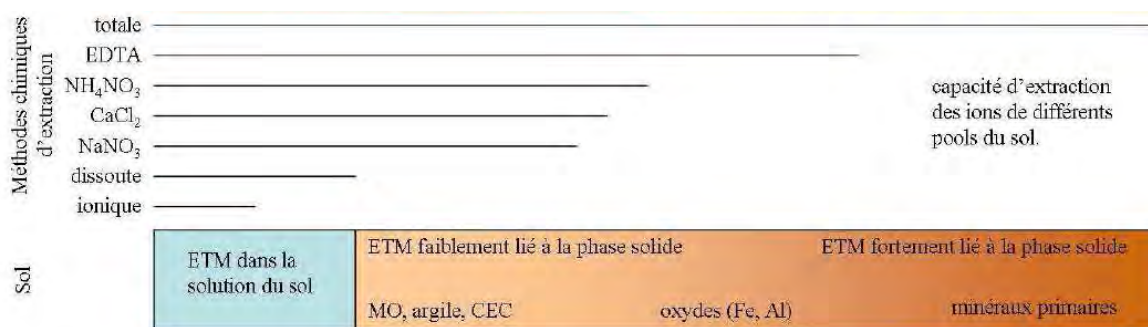 Méthodes chimiques
d'extraction
totale
EDTA
NH₄NO₃
CaCl₂
NaNO₃
dissoute
ionique
capacité d'extraction
des ions de différents
pools du sol.
Sol
ETM dans la
solution du sol
ETM faiblement lié à la phase solide
ETM fortement lié à la phase solide
MO, argile, CEC
oxydes (Fe, Al)
minéraux primaires